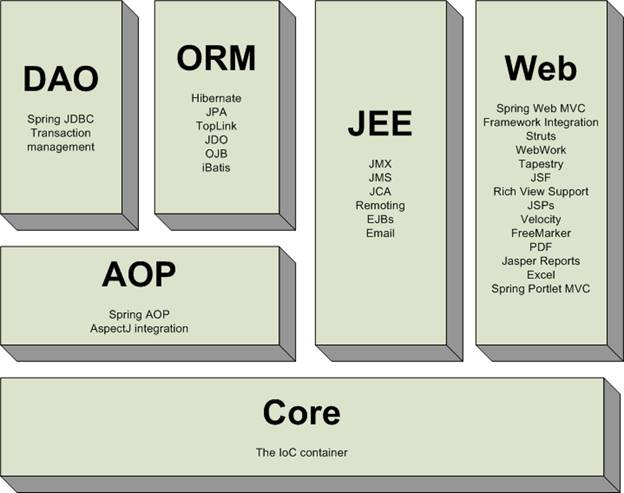 DAO
Spring JDBC
Transaction
management
ORM
Hibernate
JPA
TopLink
JDO
OJB
iBatis
JEE
JMX
JMS
JCA
Remoting
EJBs
Email
Web
Spring Web MVC
Framework Integration
Struts
WebWork
Tapestry
JSF
Rich View Support
JSPs
Velocity
FreeMarker
PDF
Jasper Reports
Excel
Spring Portlet MVC
AOP
Spring AOP
AspectJ integration
Core
The IoC container